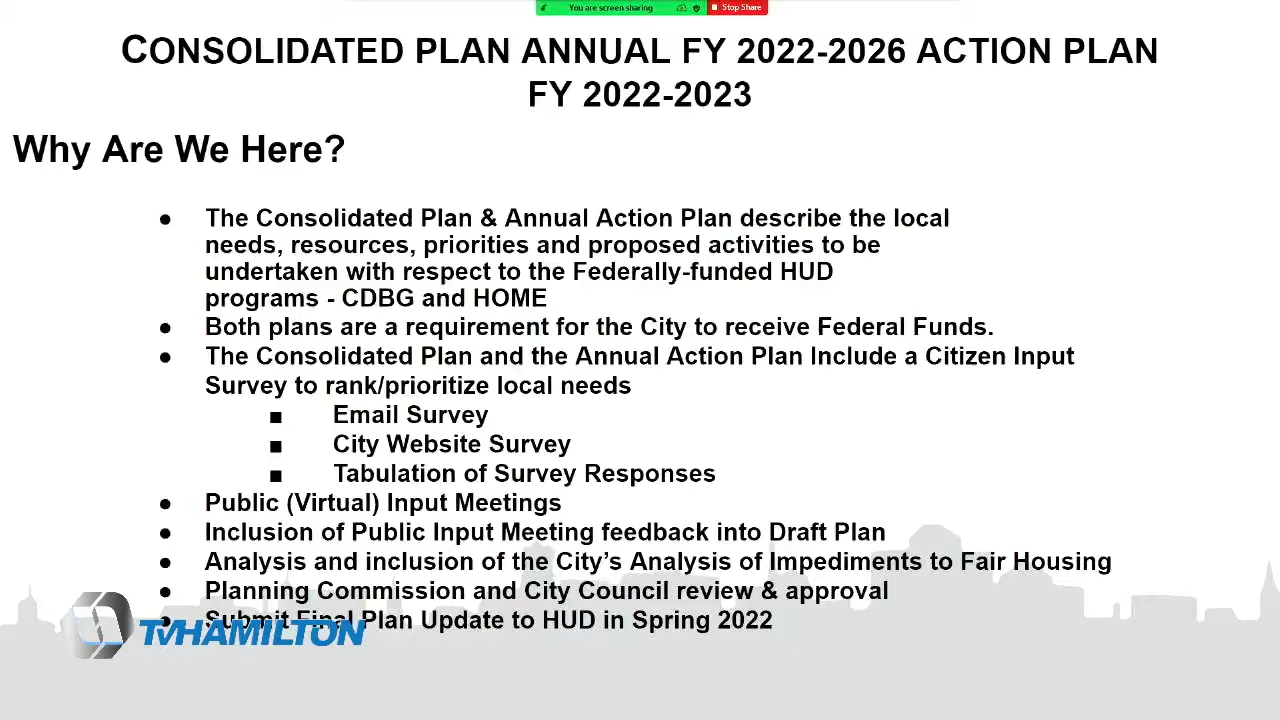 You are screen sharing Stop Share
CONSOLIDATED PLAN ANNUAL FY 2022-2026 ACTION PLAN
FY 2022-2023
Why Are We Here?
● The Consolidated Plan & Annual Action Plan describe the local
needs, resources, priorities and proposed activities to be
undertaken with respect to the Federally-funded HUD
programs - CDBG and HOME
● Both plans are a requirement for the City to receive Federal Funds.
● The Consolidated Plan and the Annual Action Plan Include a Citizen Input
Survey to rank/prioritize local needs
■ Email Survey
■ City Website Survey
■ Tabulation of Survey Responses
● Public (Virtual) Input Meetings
● Inclusion of Public Input Meeting feedback into Draft Plan
● Analysis and inclusion of the City’s Analysis of Impediments to Fair Housing
● Planning Commission and City Council review & approval
● Submit Final Plan Update to HUD in Spring 2022
TVHAMILTON